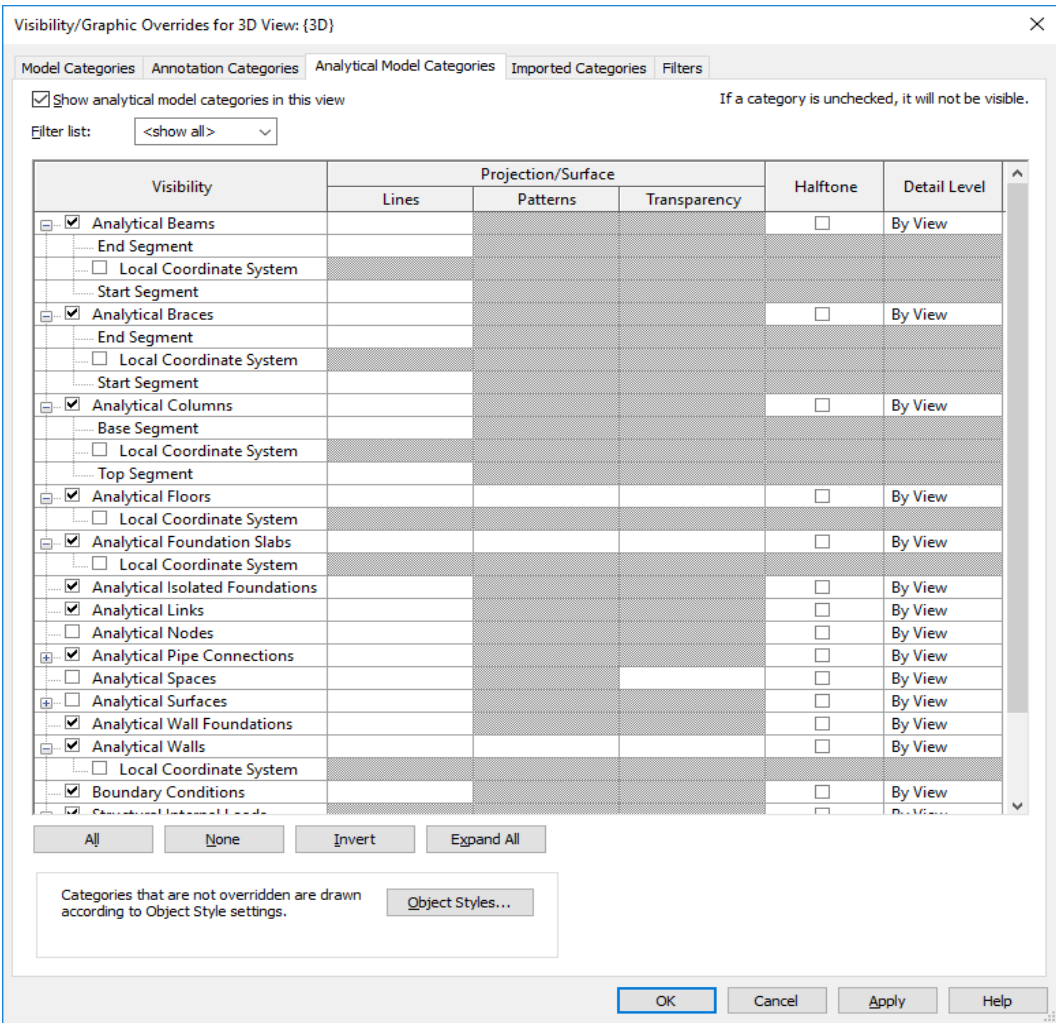 Visibility/Graphic Overrides for 3D View: {3D}
Model Categories Annotation Categories Analytical Model Categories Imported Categories Filters
Show analytical model categories in this view If a category is unchecked, it will not be visible.
Filter list: <show all>
Visibility Projection/Surface Halftone Detail Level
Lines Patterns Transparency
Analytical Beams By View
End Segment
Local Coordinate System
Start Segment
Analytical Braces By View
End Segment
Local Coordinate System
Start Segment
Analytical Columns By View
Base Segment
Local Coordinate System
Top Segment
Analytical Floors By View
Local Coordinate System
Analytical Foundation Slabs By View
Local Coordinate System
Analytical Isolated Foundations By View
Analytical Links By View
Analytical Nodes By View
Analytical Pipe Connections By View
Analytical Spaces By View
Analytical Surfaces By View
Analytical Wall Foundations By View
Analytical Walls By View
Local Coordinate System
Boundary Conditions By View
Structural Internal Loads By View
All None Invert Expand All
Categories that are not overridden are drawn
according to Object Style settings. Object Styles...
OK Cancel Apply Help